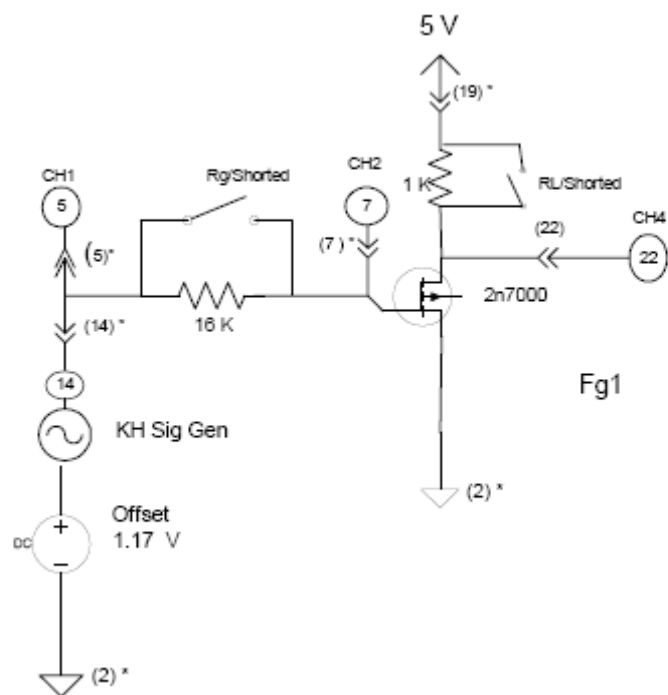 5 V
(19) *
CH1
5
Rg/Shorted
CH2
7
1 K
RL/Shorted
(5)"
(7) *
(22)
CH4
22
16 K
2n7000
(14) *
14
Fg1
KH Sig Gen
Offset
DC
+
−
1.17 V
(2) *
(2) *